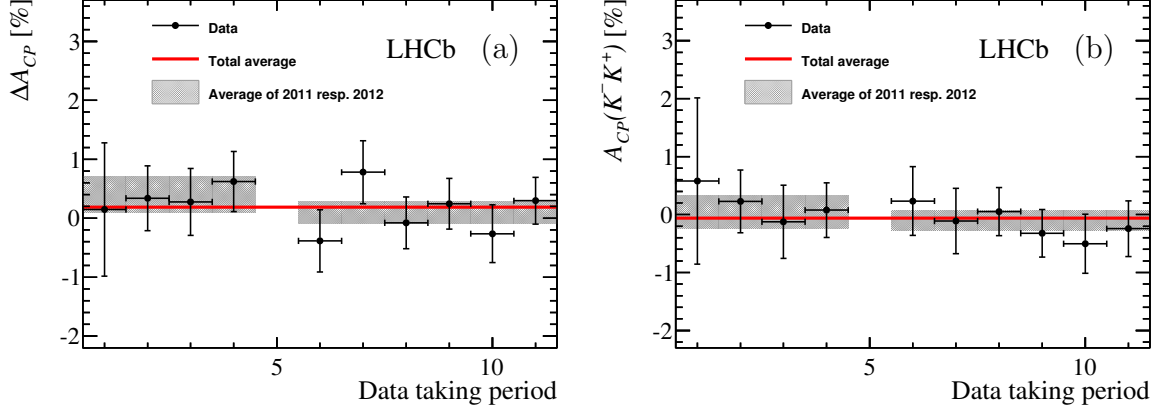 ΔA_CP [%]
3
2
1
0
-1
-2
Data
Total average
Average of 2011 resp. 2012
LHCb (a)
5
10
Data taking period
A_CP(K⁻K⁺) [%]
3
2
1
0
-1
-2
Data
Total average
Average of 2011 resp. 2012
LHCb (b)
5
10
Data taking period